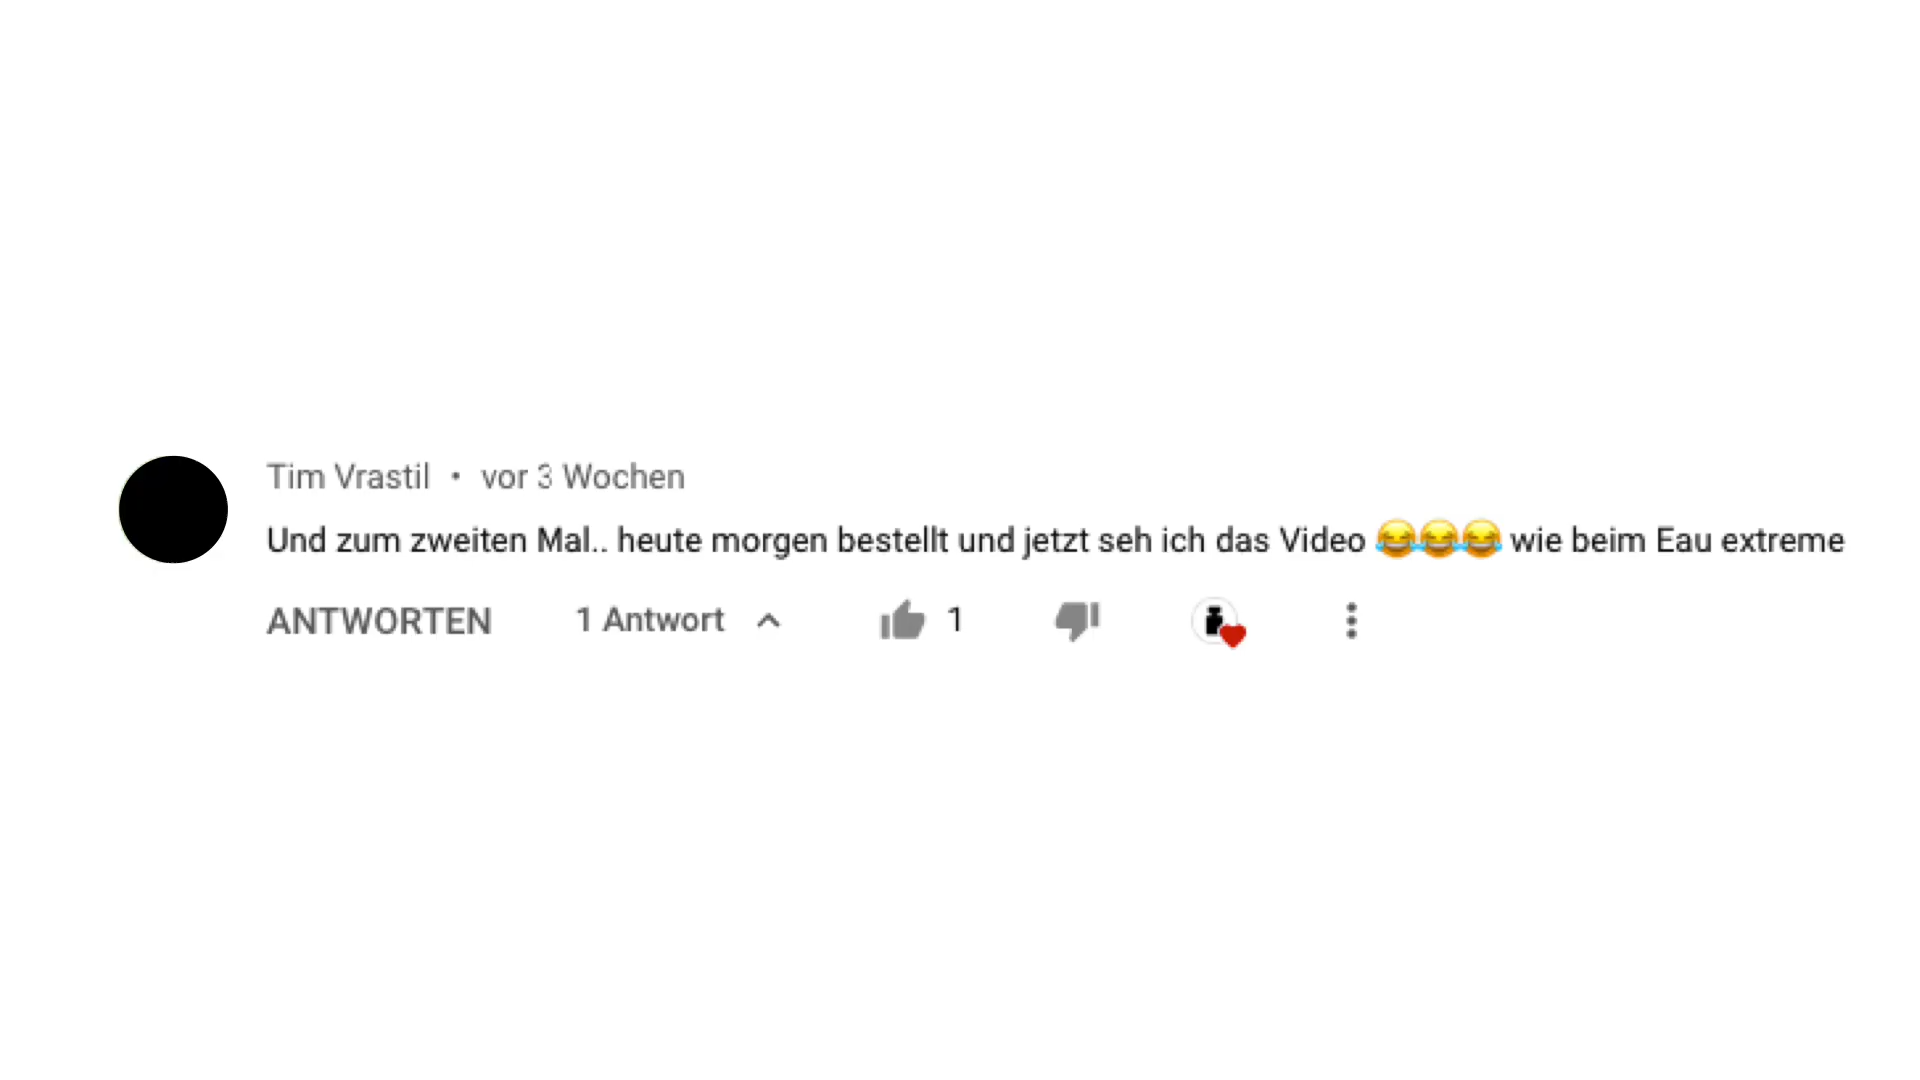 Tim Vrastil • vor 3 Wochen
Und zum zweiten Mal.. heute morgen bestellt und jetzt seh ich das Video 😂😂😂 wie beim Eau extreme
ANTWORTEN 1 Antwort 1